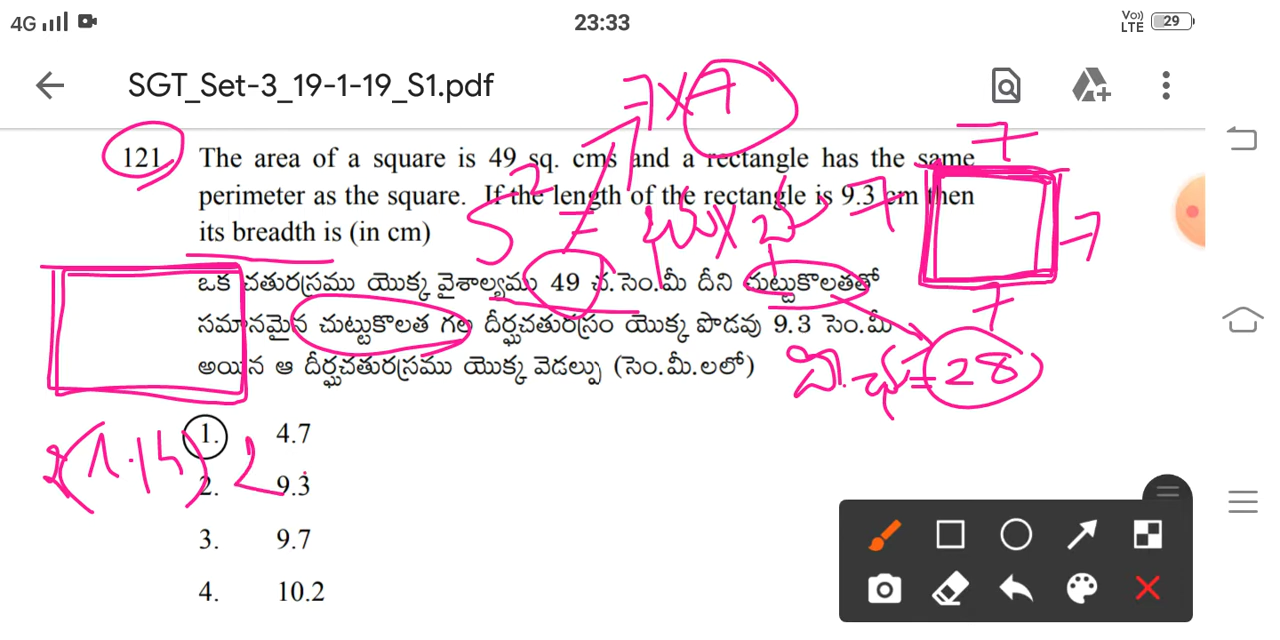 4G 23:33 Vo)) LTE 29
SGT_Set-3_19-1-19_S1.pdf
7 x 7
121. The area of a square is 49 sq. cms and a rectangle has the same
perimeter as the square. If the length of the rectangle is 9.3 cm then
its breadth is (in cm)
7
7
7
7
ఒక చతురస్రము యొక్క వైశాల్యము 49 చ.సెం.మీ దీని చుట్టుకొలతతో
సమానమైన చుట్టుకొలత గల దీర్ఘచతురస్రం యొక్క పొడవు 9.3 సెం.మీ
అయిన ఆ దీర్ఘచతురస్రము యొక్క వెడల్పు (సెం.మీ.లలో)
= 28
1. 4.7
2. 9.3
3. 9.7
4. 10.2